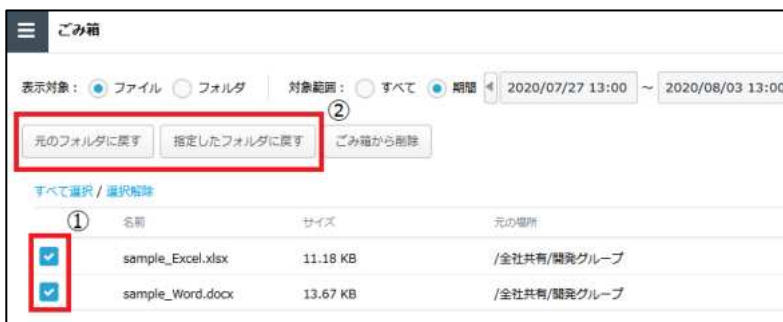 ごみ箱
表示対象： ファイル フォルダ 対象範囲： すべて 期間 2020/07/27 13:00 ～ 2020/08/03 13:00
②
元のフォルダに戻す 指定したフォルダに戻す ごみ箱から削除
すべて選択 / 選択解除
① 名前 サイズ 元の場所
sample_Excel.xlsx 11.18 KB /全社共有/開発グループ
sample_Word.docx 13.67 KB /全社共有/開発グループ